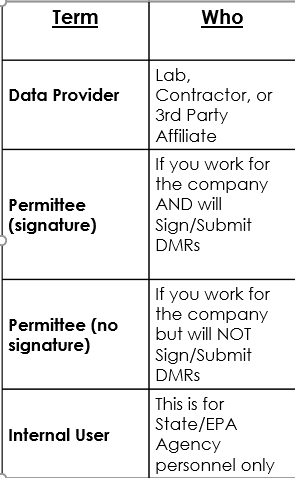 Term
Who
Data Provider
Lab,
Contractor, or
3rd Party
Affiliate
Permittee
(signature)
If you work for
the company
AND will
Sign/Submit
DMRs
Permittee (no
signature)
If you work for
the company
but will NOT
Sign/Submit
DMRs
Internal User
This is for
State/EPA
Agency
personnel only